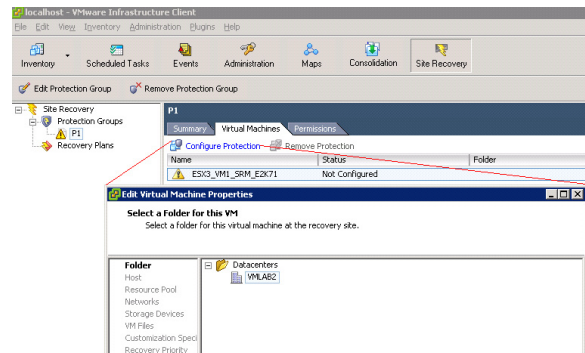 localhost - VMware Infrastructure Client
File Edit View Inventory Administration Plugins Help
Inventory Scheduled Tasks Events Administration Maps Consolidation Site Recovery
Edit Protection Group Remove Protection Group
Site Recovery
Protection Groups
P1
Recovery Plans
P1
Summary Virtual Machines Permissions
Configure Protection Remove Protection
Name Status Folder
ESX3_VM1_SRM_E2K71 Not Configured
Edit Virtual Machine Properties
Select a Folder for this VM
Select a folder for this virtual machine at the recovery site.
Folder
Host
Resource Pool
Networks
Storage Devices
VM Files
Customization Speci
Recovery Priority
Datacenters
VMLAB2